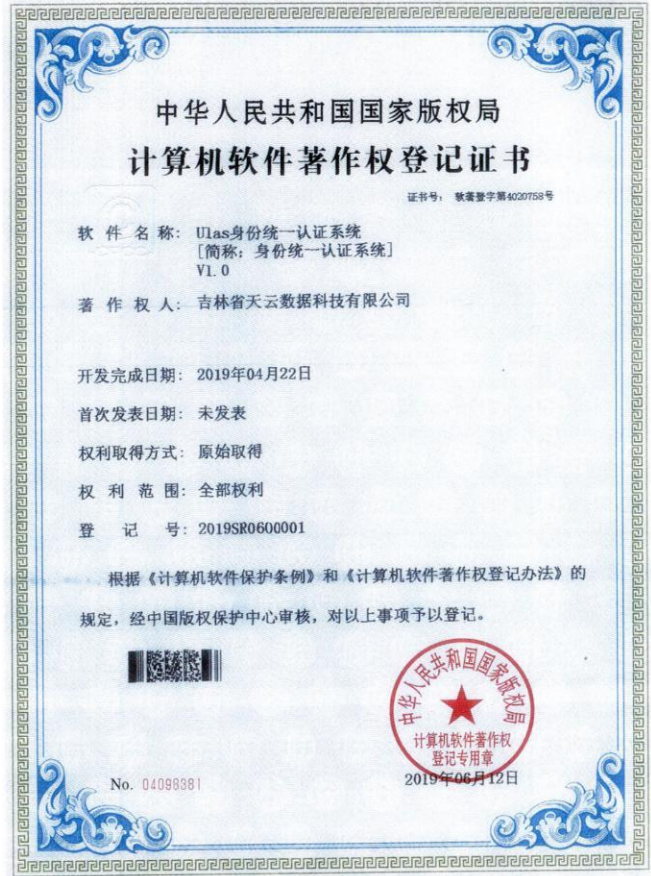 中华人民共和国国家版权局
计算机软件著作权登记证书
证书号： 软著登字第4020758号
软件名称： Ulas身份统一认证系统
[简称：身份统一认证系统]
V1.0
著作权人： 吉林省天云数据科技有限公司
开发完成日期： 2019年04月22日
首次发表日期： 未发表
权利取得方式： 原始取得
权利范围： 全部权利
登记号： 2019SR0600001
根据《计算机软件保护条例》和《计算机软件著作权登记办法》的
规定，经中国版权保护中心审核，对以上事项予以登记。
中华人民共和国国家版权局
计算机软件著作权
登记专用章
No. 04098381
2019年06月12日